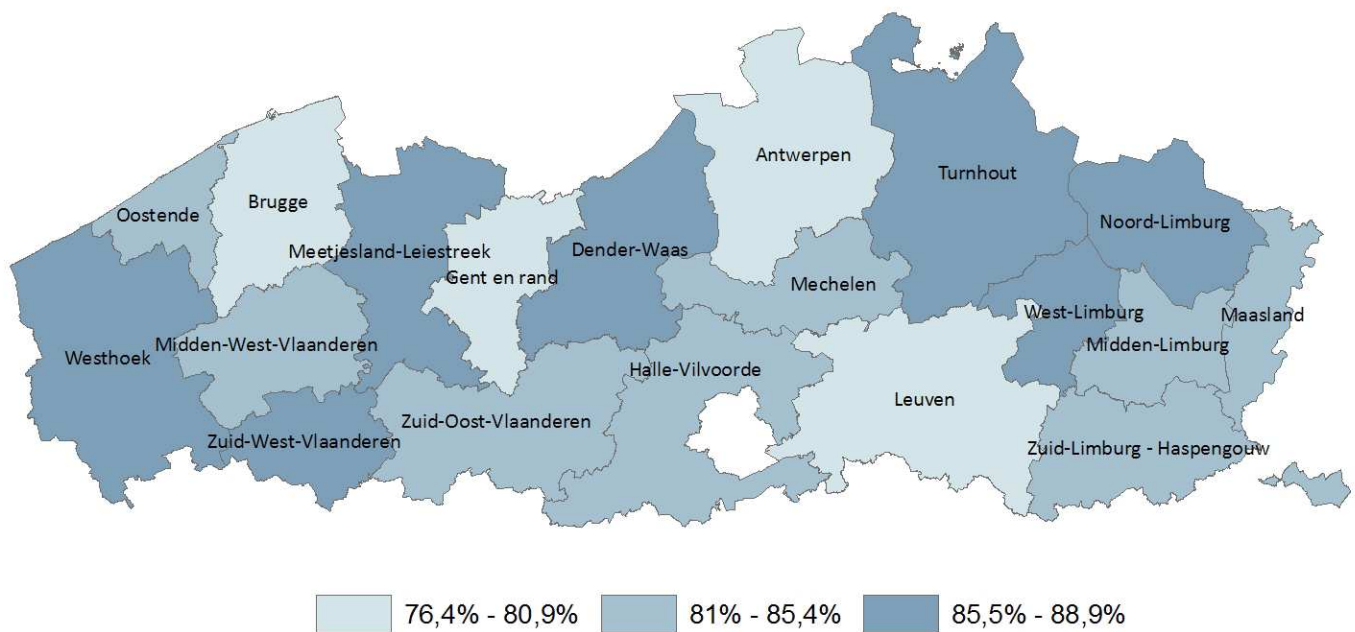 Antwerpen
Turnhout
Brugge
Oostende
Noord-Limburg
Meetjesland-Leiestreek
Dender-Waas
Gent en rand
Mechelen
West-Limburg
Maasland
Midden-West-Vlaanderen
Midden-Limburg
Westhoek
Halle-Vilvoorde
Leuven
Zuid-Oost-Vlaanderen
Zuid-West-Vlaanderen
Zuid-Limburg - Haspengouw
76,4% - 80,9%
81% - 85,4%
85,5% - 88,9%